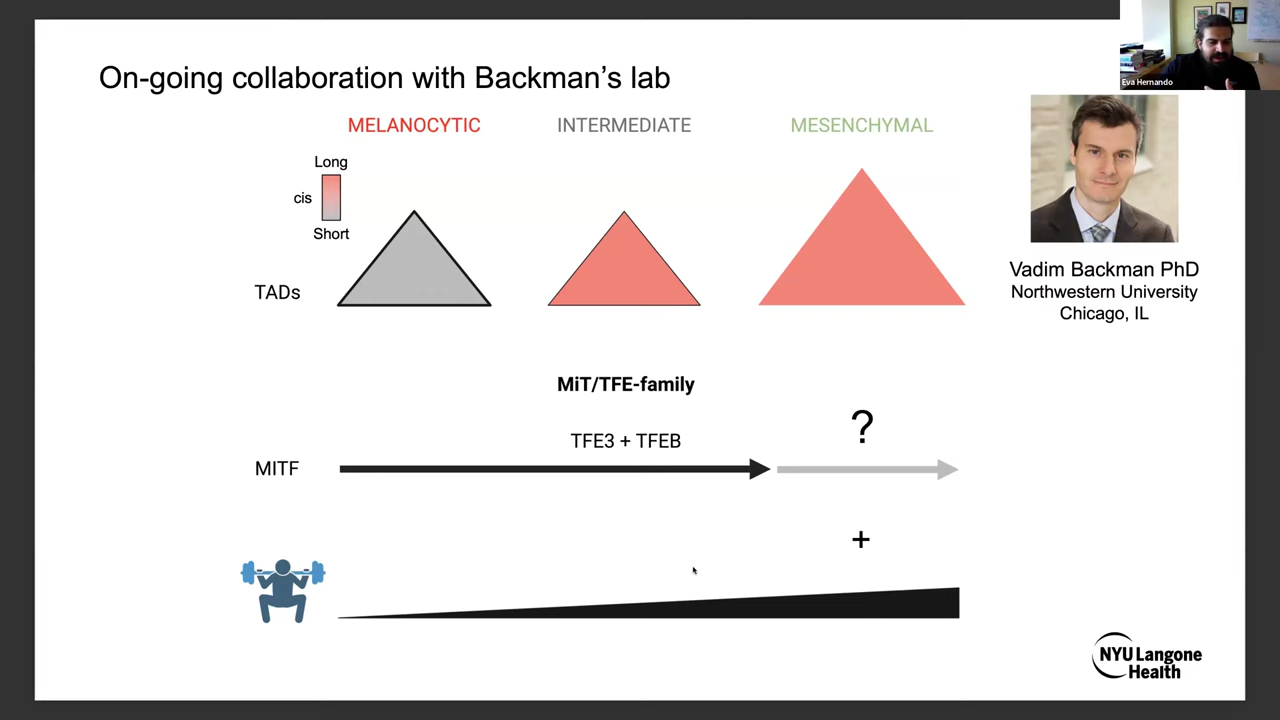 On-going collaboration with Backman's lab
Eva Hernando
MELANOCYTIC
INTERMEDIATE
MESENCHYMAL
Long
cis
Short
TADs
Vadim Backman PhD
Northwestern University
Chicago, IL
MiT/TFE-family
TFE3 + TFEB
?
MITF
+
NYU Langone
Health